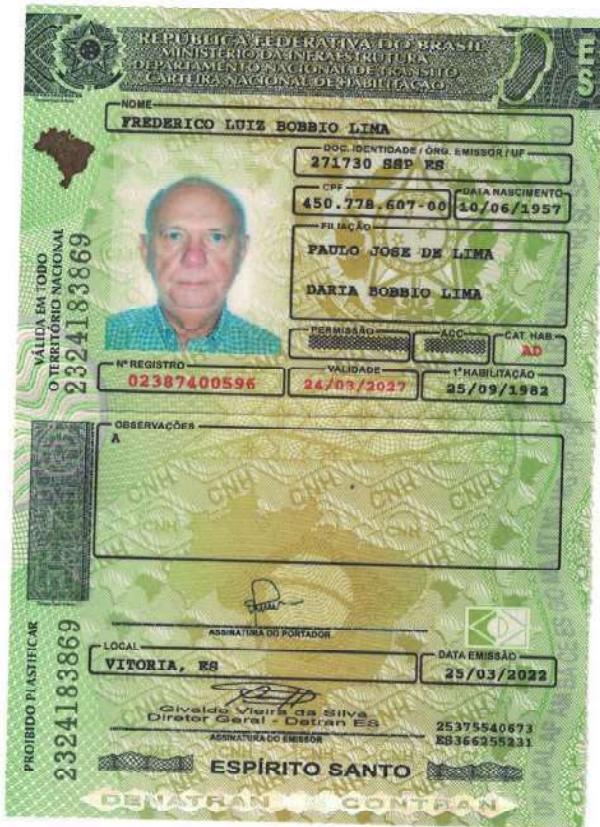 REPÚBLICA FEDERATIVA DO BRASIL
MINISTÉRIO DA INFRAESTRUTURA
DEPARTAMENTO NACIONAL DE TRÂNSITO
CARTEIRA NACIONAL DE HABILITAÇÃO
ES
NOME
FREDERICO LUIZ BOBBIO LIMA
DOC. IDENTIDADE / ÓRG. EMISSOR / UF
271730 SSP ES
CPF
450.778.607-00
DATA NASCIMENTO
10/06/1957
FILIAÇÃO
PAULO JOSE DE LIMA
DARIA BOBBIO LIMA
PERMISSÃO
ACC
CAT HAB
AD
Nº REGISTRO
02387400596
VALIDADE
24/03/2027
1ª HABILITAÇÃO
25/09/1982
VÁLIDA EM TODO
O TERRITÓRIO NACIONAL
2324183869
OBSERVAÇÕES
A
CNH
ASSINATURA DO PORTADOR
LOCAL
VITORIA, ES
DATA EMISSÃO
25/03/2022
Givaldo Vieira da Silva
Diretor Geral - Detran ES
ASSINATURA DO EMISSOR
25375540673
ES366255231
PROIBIDO PLASTIFICAR
2324183869
ESPÍRITO SANTO
DENATRAN CONTRAN